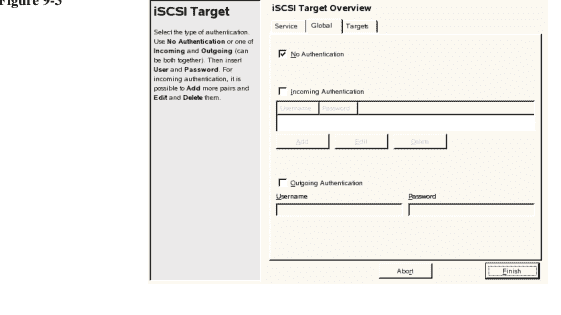 iSCSI Target
Select the type of authentication.
Use No Authentication or one of
Incoming and Outgoing (can
be both together). Then insert
User and Password. For
incoming authentication, it is
possible to Add more pairs and
Edit and Delete them.
iSCSI Target Overview
Service Global Targets
No Authentication
Incoming Authentication
Username Password
Add Edit Delete
Outgoing Authentication
Username Password
Abort Finish